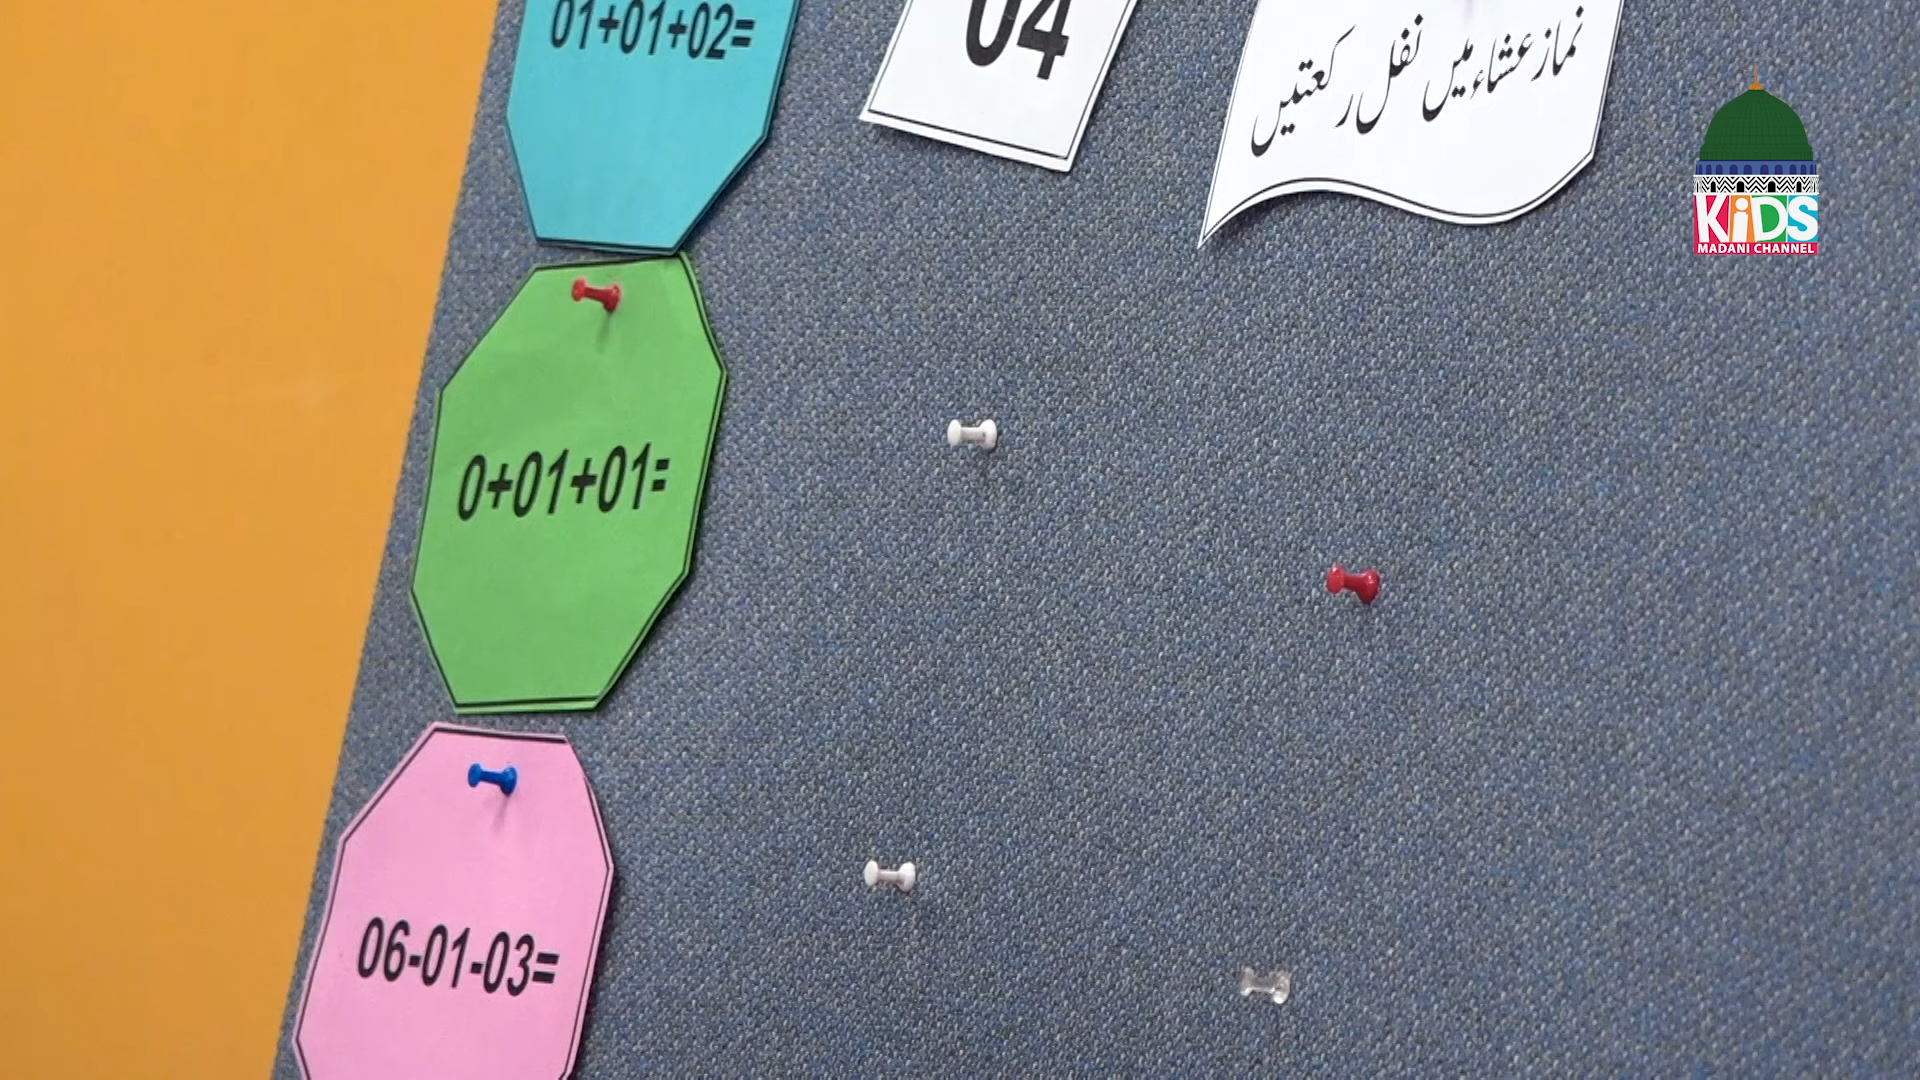 01+01+02=
04
نماز عشاء میں نفل رکعتیں
KiDS
MADANI CHANNEL
0+01+01=
06-01-03=